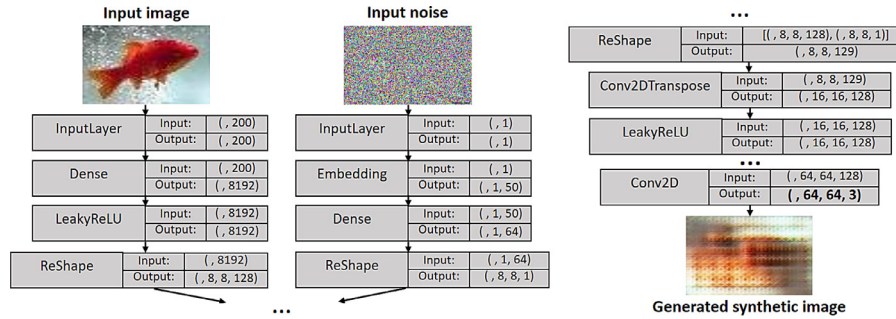 Input image
InputLayer Input: ( , 200)
Output: ( , 200)
Dense Input: ( , 200)
Output: ( , 8192)
LeakyReLU Input: ( , 8192)
Output: ( , 8192)
ReShape Input: ( , 8192)
Output: ( , 8, 8, 128)
Input noise
InputLayer Input: ( , 1)
Output: ( , 1)
Embedding Input: ( , 1)
Output: ( , 1, 50)
Dense Input: ( , 1, 50)
Output: ( , 1, 64)
ReShape Input: ( , 1, 64)
Output: ( , 8, 8, 1)
...
...
ReShape Input: [( , 8, 8, 128), ( , 8, 8, 1)]
Output: ( , 8, 8, 129)
Conv2DTranspose Input: ( , 8, 8, 129)
Output: ( , 16, 16, 128)
LeakyReLU Input: ( , 16, 16, 128)
Output: ( , 16, 16, 128)
...
Conv2D Input: ( , 64, 64, 128)
Output: ( , 64, 64, 3)
Generated synthetic image